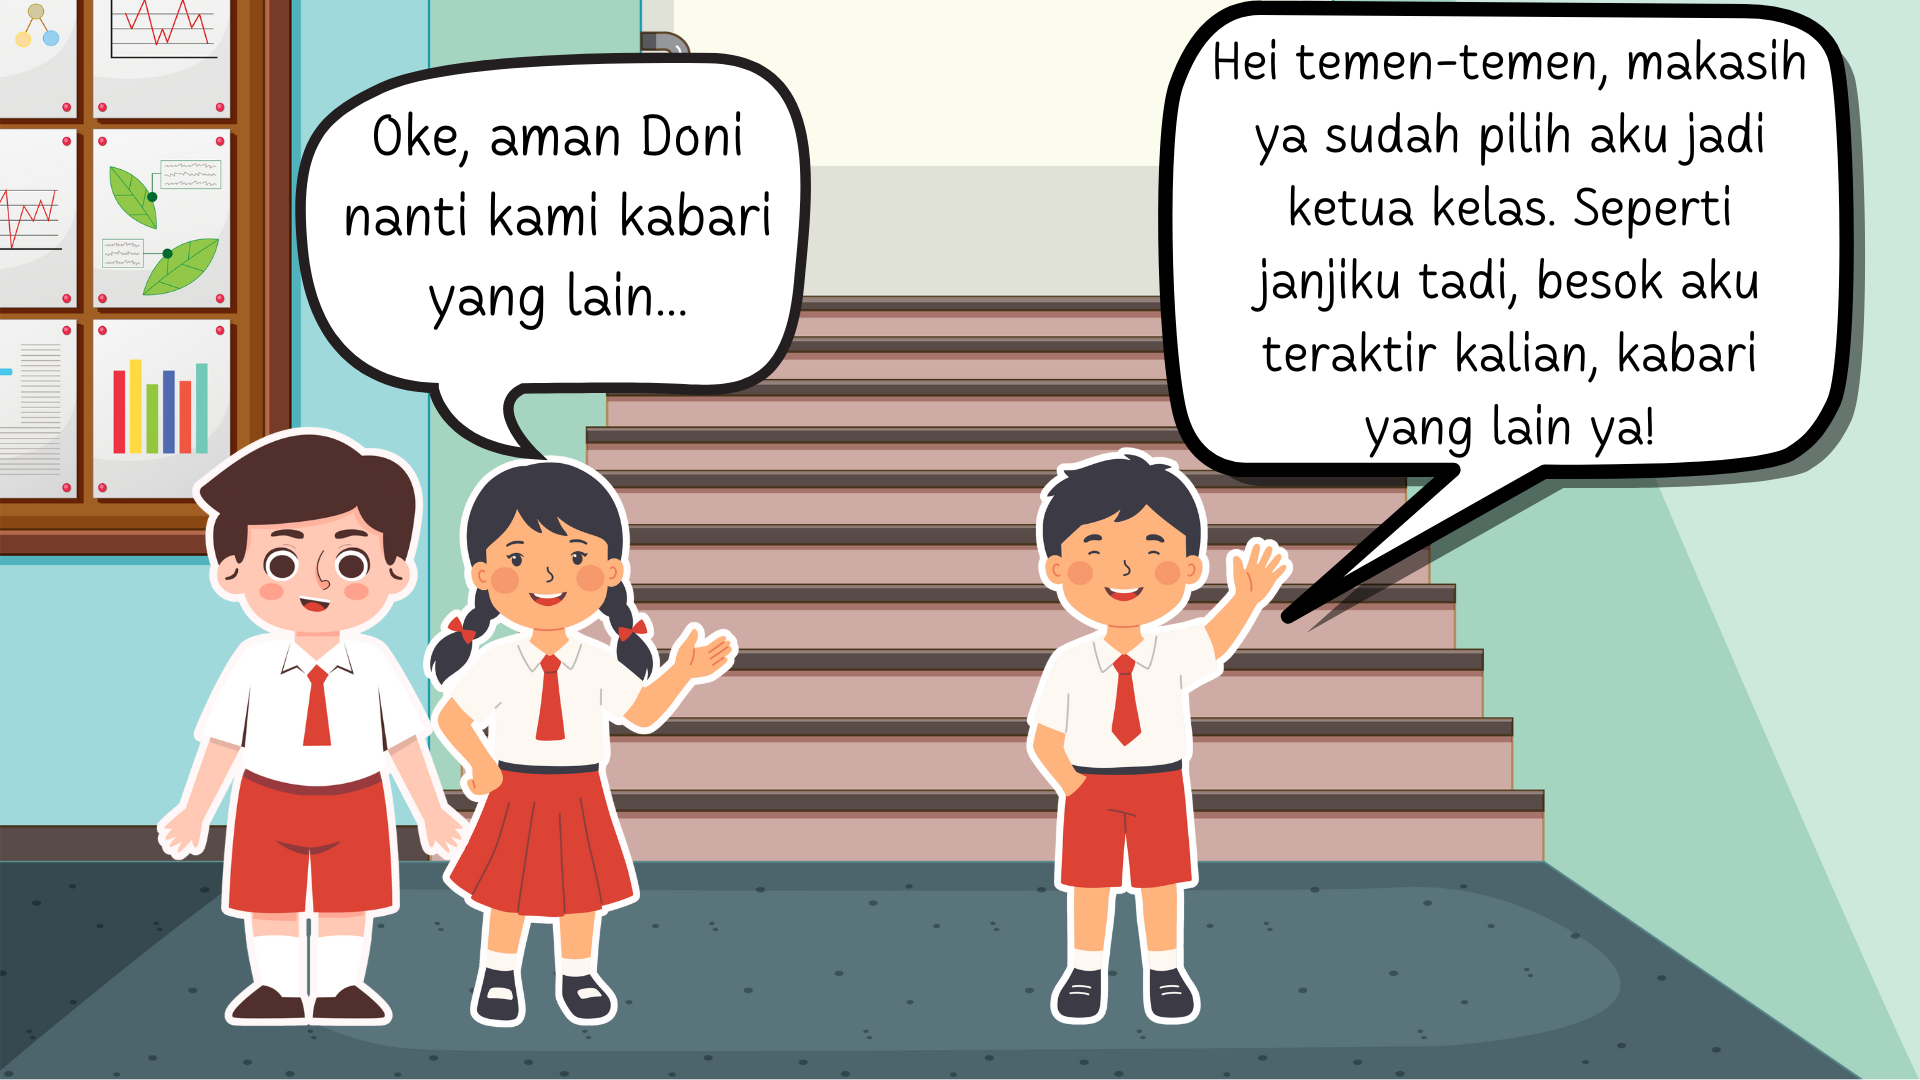 Oke, aman Doni
nanti kami kabari
yang lain...
Hei temen-temen, makasih
ya sudah pilih aku jadi
ketua kelas. Seperti
janjiku tadi, besok aku
teraktir kalian, kabari
yang lain ya!